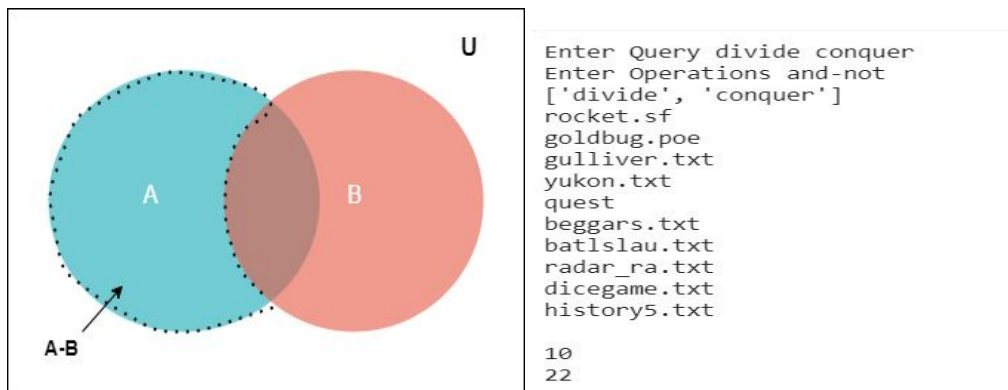 U
A
B
A-B
Enter Query divide conquer
Enter Operations and-not
['divide', 'conquer']
rocket.sf
goldbug.poe
gulliver.txt
yukon.txt
quest
beggars.txt
batlslau.txt
radar_ra.txt
dicegame.txt
history5.txt
10
22